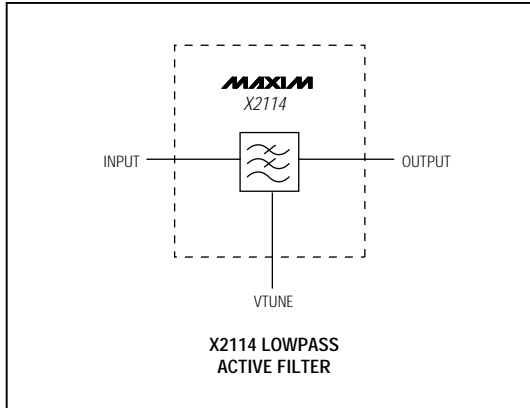 MAXIM
X2114
INPUT
OUTPUT
VTUNE
X2114 LOWPASS
ACTIVE FILTER